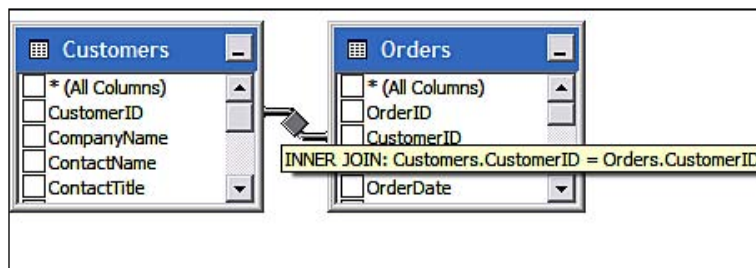 Customers
* (All Columns)
CustomerID
CompanyName
ContactName
ContactTitle
Orders
* (All Columns)
OrderID
CustomerID
INNER JOIN: Customers.CustomerID = Orders.CustomerID
OrderDate